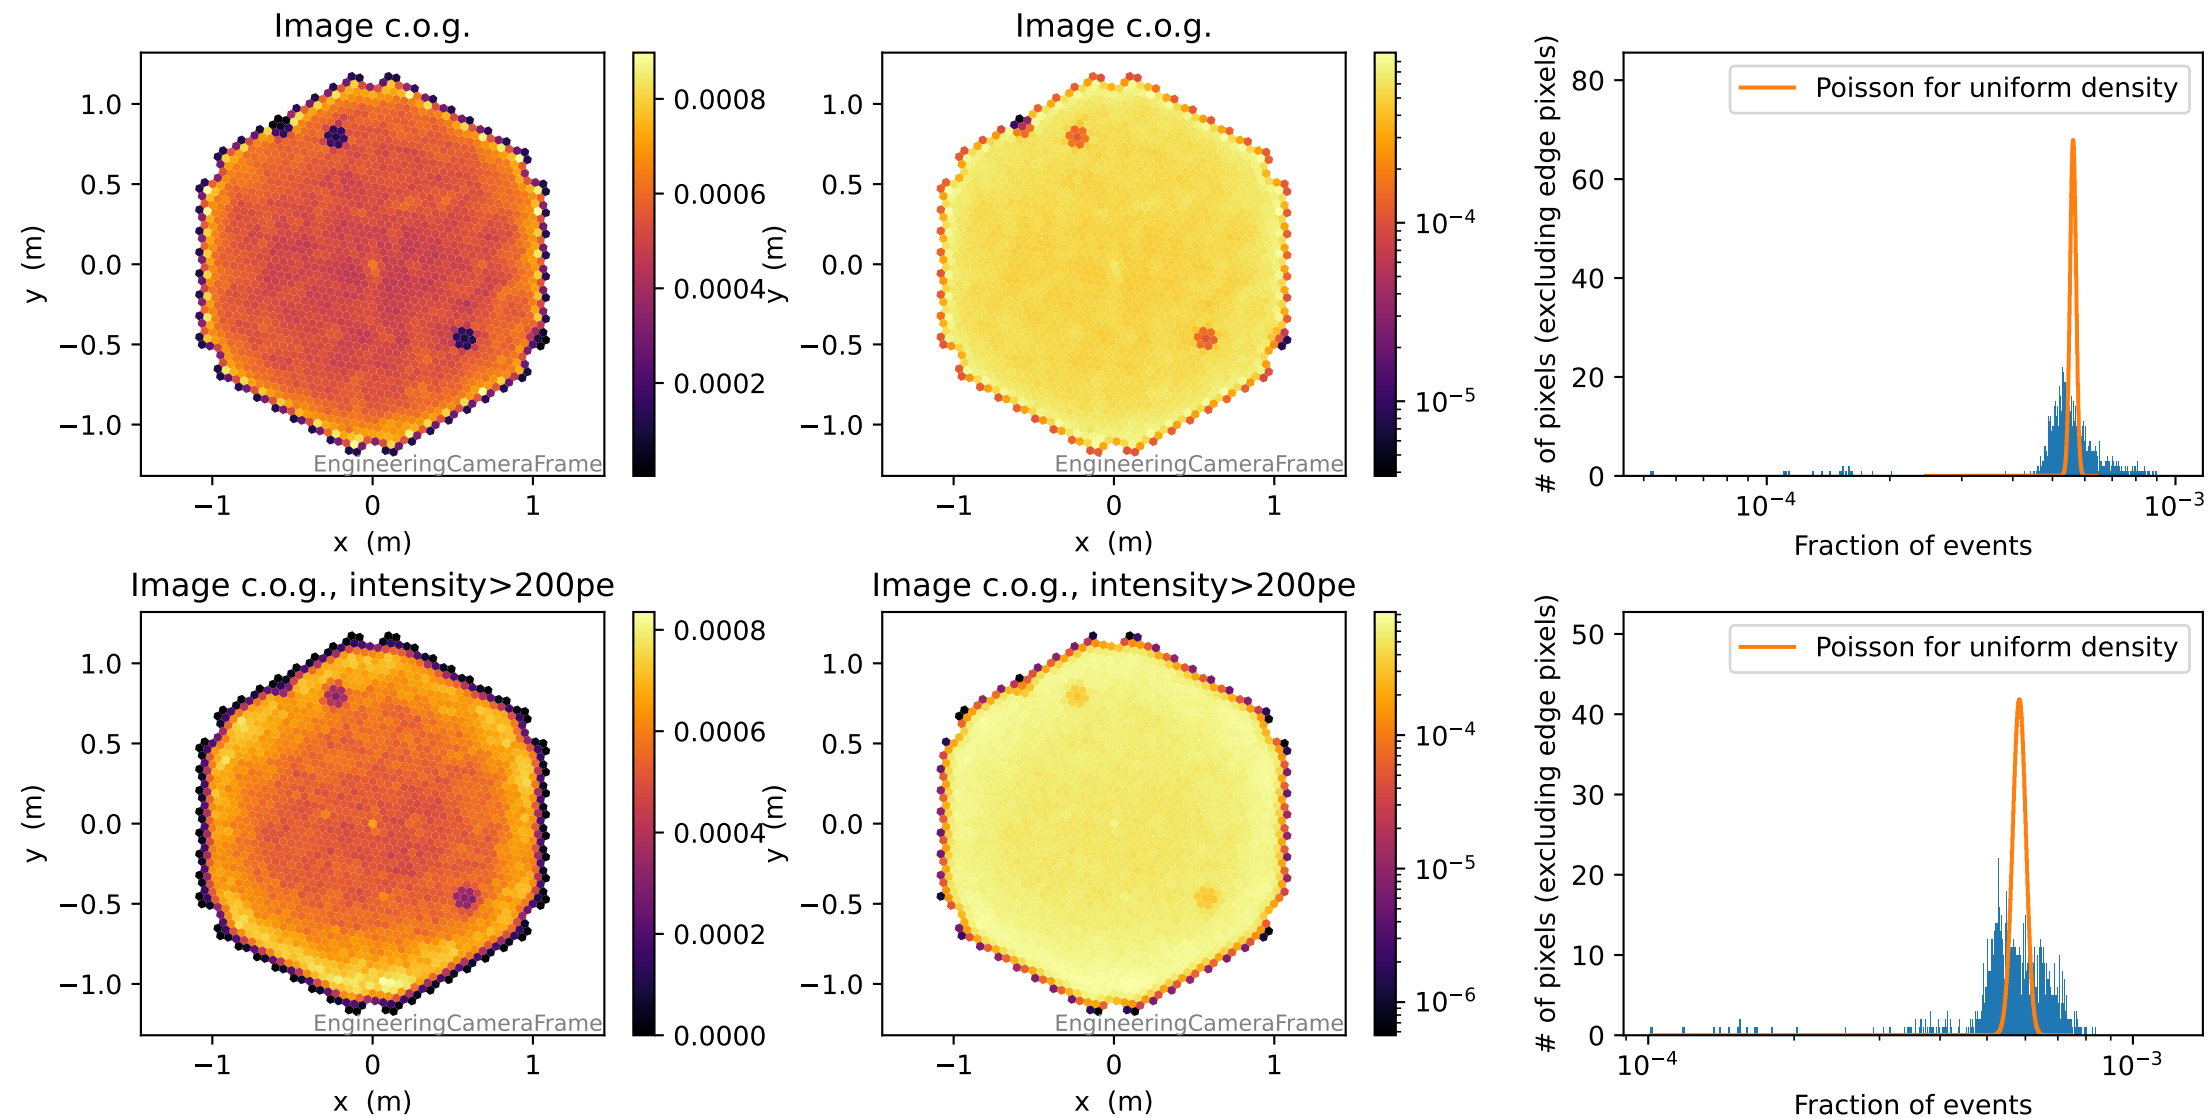 Image c.o.g.
1.0
0.5
0.0
−0.5
−1.0
y (m)
−1 0 1
x (m)
EngineeringCameraFrame
0.0008
0.0006
0.0004
0.0002
Image c.o.g.
1.0
0.5
0.0
−0.5
−1.0
y (m)
−1 0 1
x (m)
EngineeringCameraFrame
10⁻⁴
10⁻⁵
# of pixels (excluding edge pixels)
80
60
40
20
0
Poisson for uniform density
10⁻⁴ 10⁻³
Fraction of events
Image c.o.g., intensity>200pe
1.0
0.5
0.0
−0.5
−1.0
y (m)
−1 0 1
x (m)
EngineeringCameraFrame
0.0008
0.0006
0.0004
0.0002
0.0000
Image c.o.g., intensity>200pe
1.0
0.5
0.0
−0.5
−1.0
y (m)
−1 0 1
x (m)
EngineeringCameraFrame
10⁻⁴
10⁻⁵
10⁻⁶
# of pixels (excluding edge pixels)
50
40
30
20
10
0
Poisson for uniform density
10⁻⁴ 10⁻³
Fraction of events